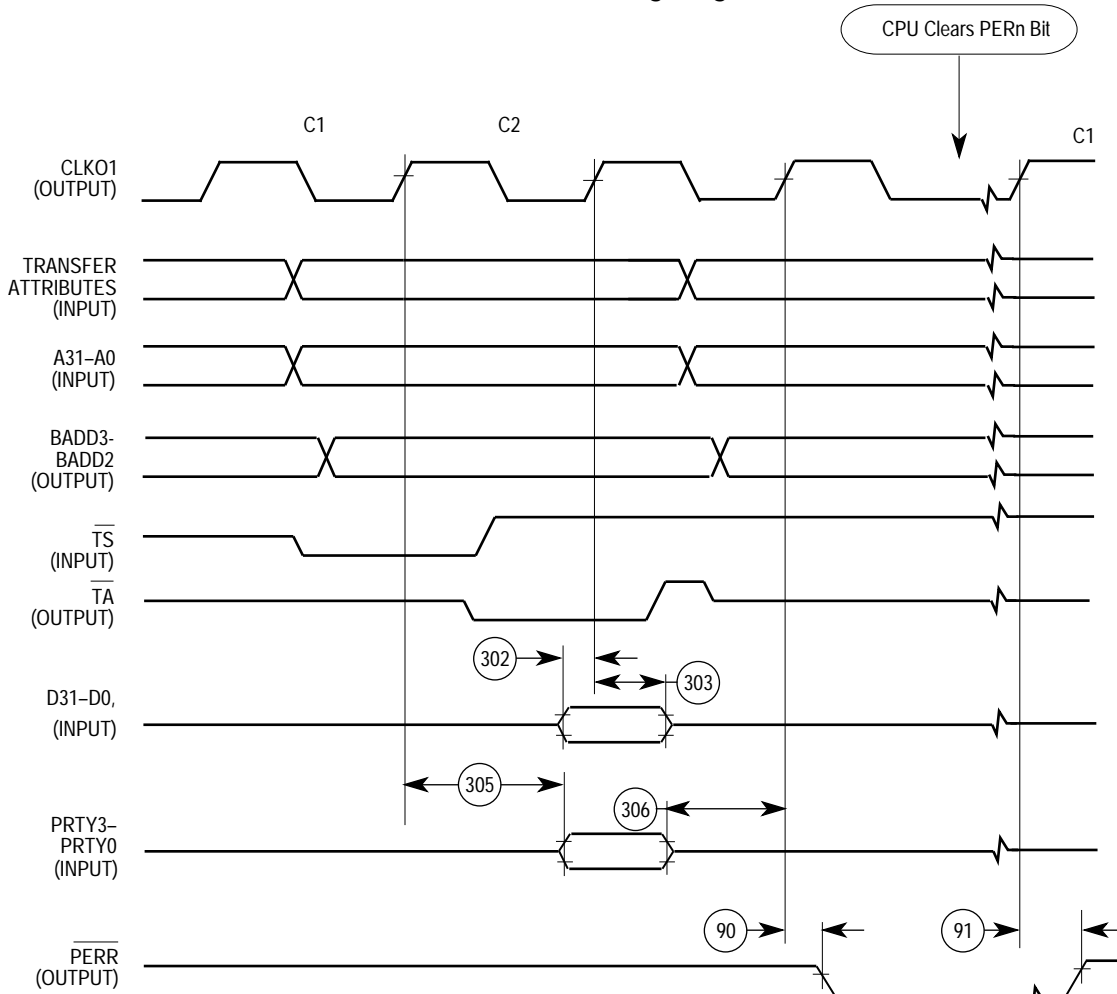 CPU Clears PERn Bit
C1
C2
C1
CLKO1
(OUTPUT)
TRANSFER
ATTRIBUTES
(INPUT)
A31–A0
(INPUT)
BADD3-
BADD2
(OUTPUT)
TS
(INPUT)
TA
(OUTPUT)
302
303
D31–D0,
(INPUT)
305
306
PRTY3–
PRTY0
(INPUT)
90
91
PERR
(OUTPUT)